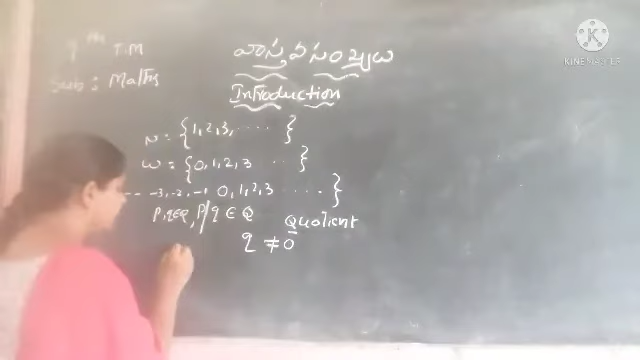 9th T.M
Sub: Maths
వాస్తవ సంఖ్యలు
Introduction
N = {1, 2, 3, ....}
W = {0, 1, 2, 3 ....}
-- -3, -2, -1 0, 1, 2, 3 .....}
P/q ∈ Q
Quotient
q ≠ 0
KINEMASTER